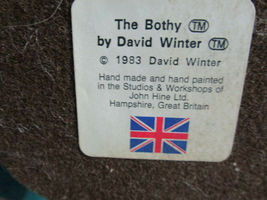 The Bothy TM
by David Winter TM
© 1983 David Winter
Hand made and hand painted
in the Studios & Workshops of
John Hine Ltd.
Hampshire, Great Britain